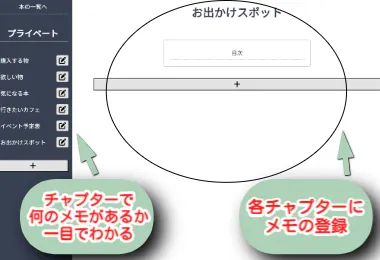 本の一覧へ
プライベート
購入する物
欲しい物
気になる本
行きたいカフェ
イベント予定表
お出かけスポット
+
お出かけスポット
目次
+
チャプターで
何のメモがあるか
一目でわかる
各チャプターに
メモの登録